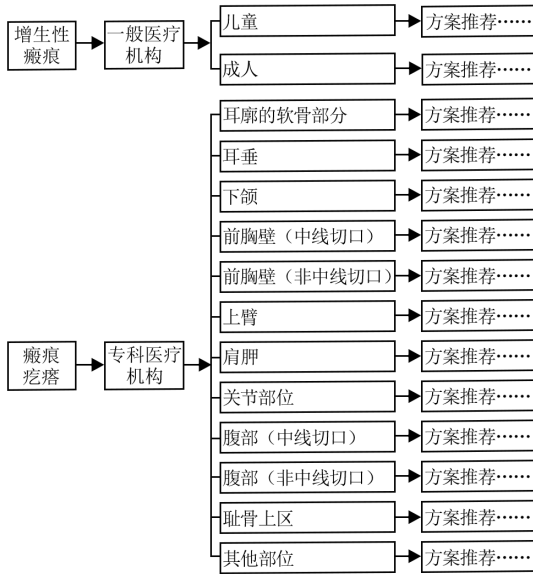 增生性
瘢痕
一般医疗
机构
儿童
方案推荐······
成人
方案推荐······
瘢痕
疙瘩
专科医疗
机构
耳廓的软骨部分
方案推荐······
耳垂
方案推荐······
下颌
方案推荐······
前胸壁（中线切口）
方案推荐······
前胸壁（非中线切口）
方案推荐······
上臂
方案推荐······
肩胛
方案推荐······
关节部位
方案推荐······
腹部（中线切口）
方案推荐······
腹部（非中线切口）
方案推荐······
耻骨上区
方案推荐······
其他部位
方案推荐······